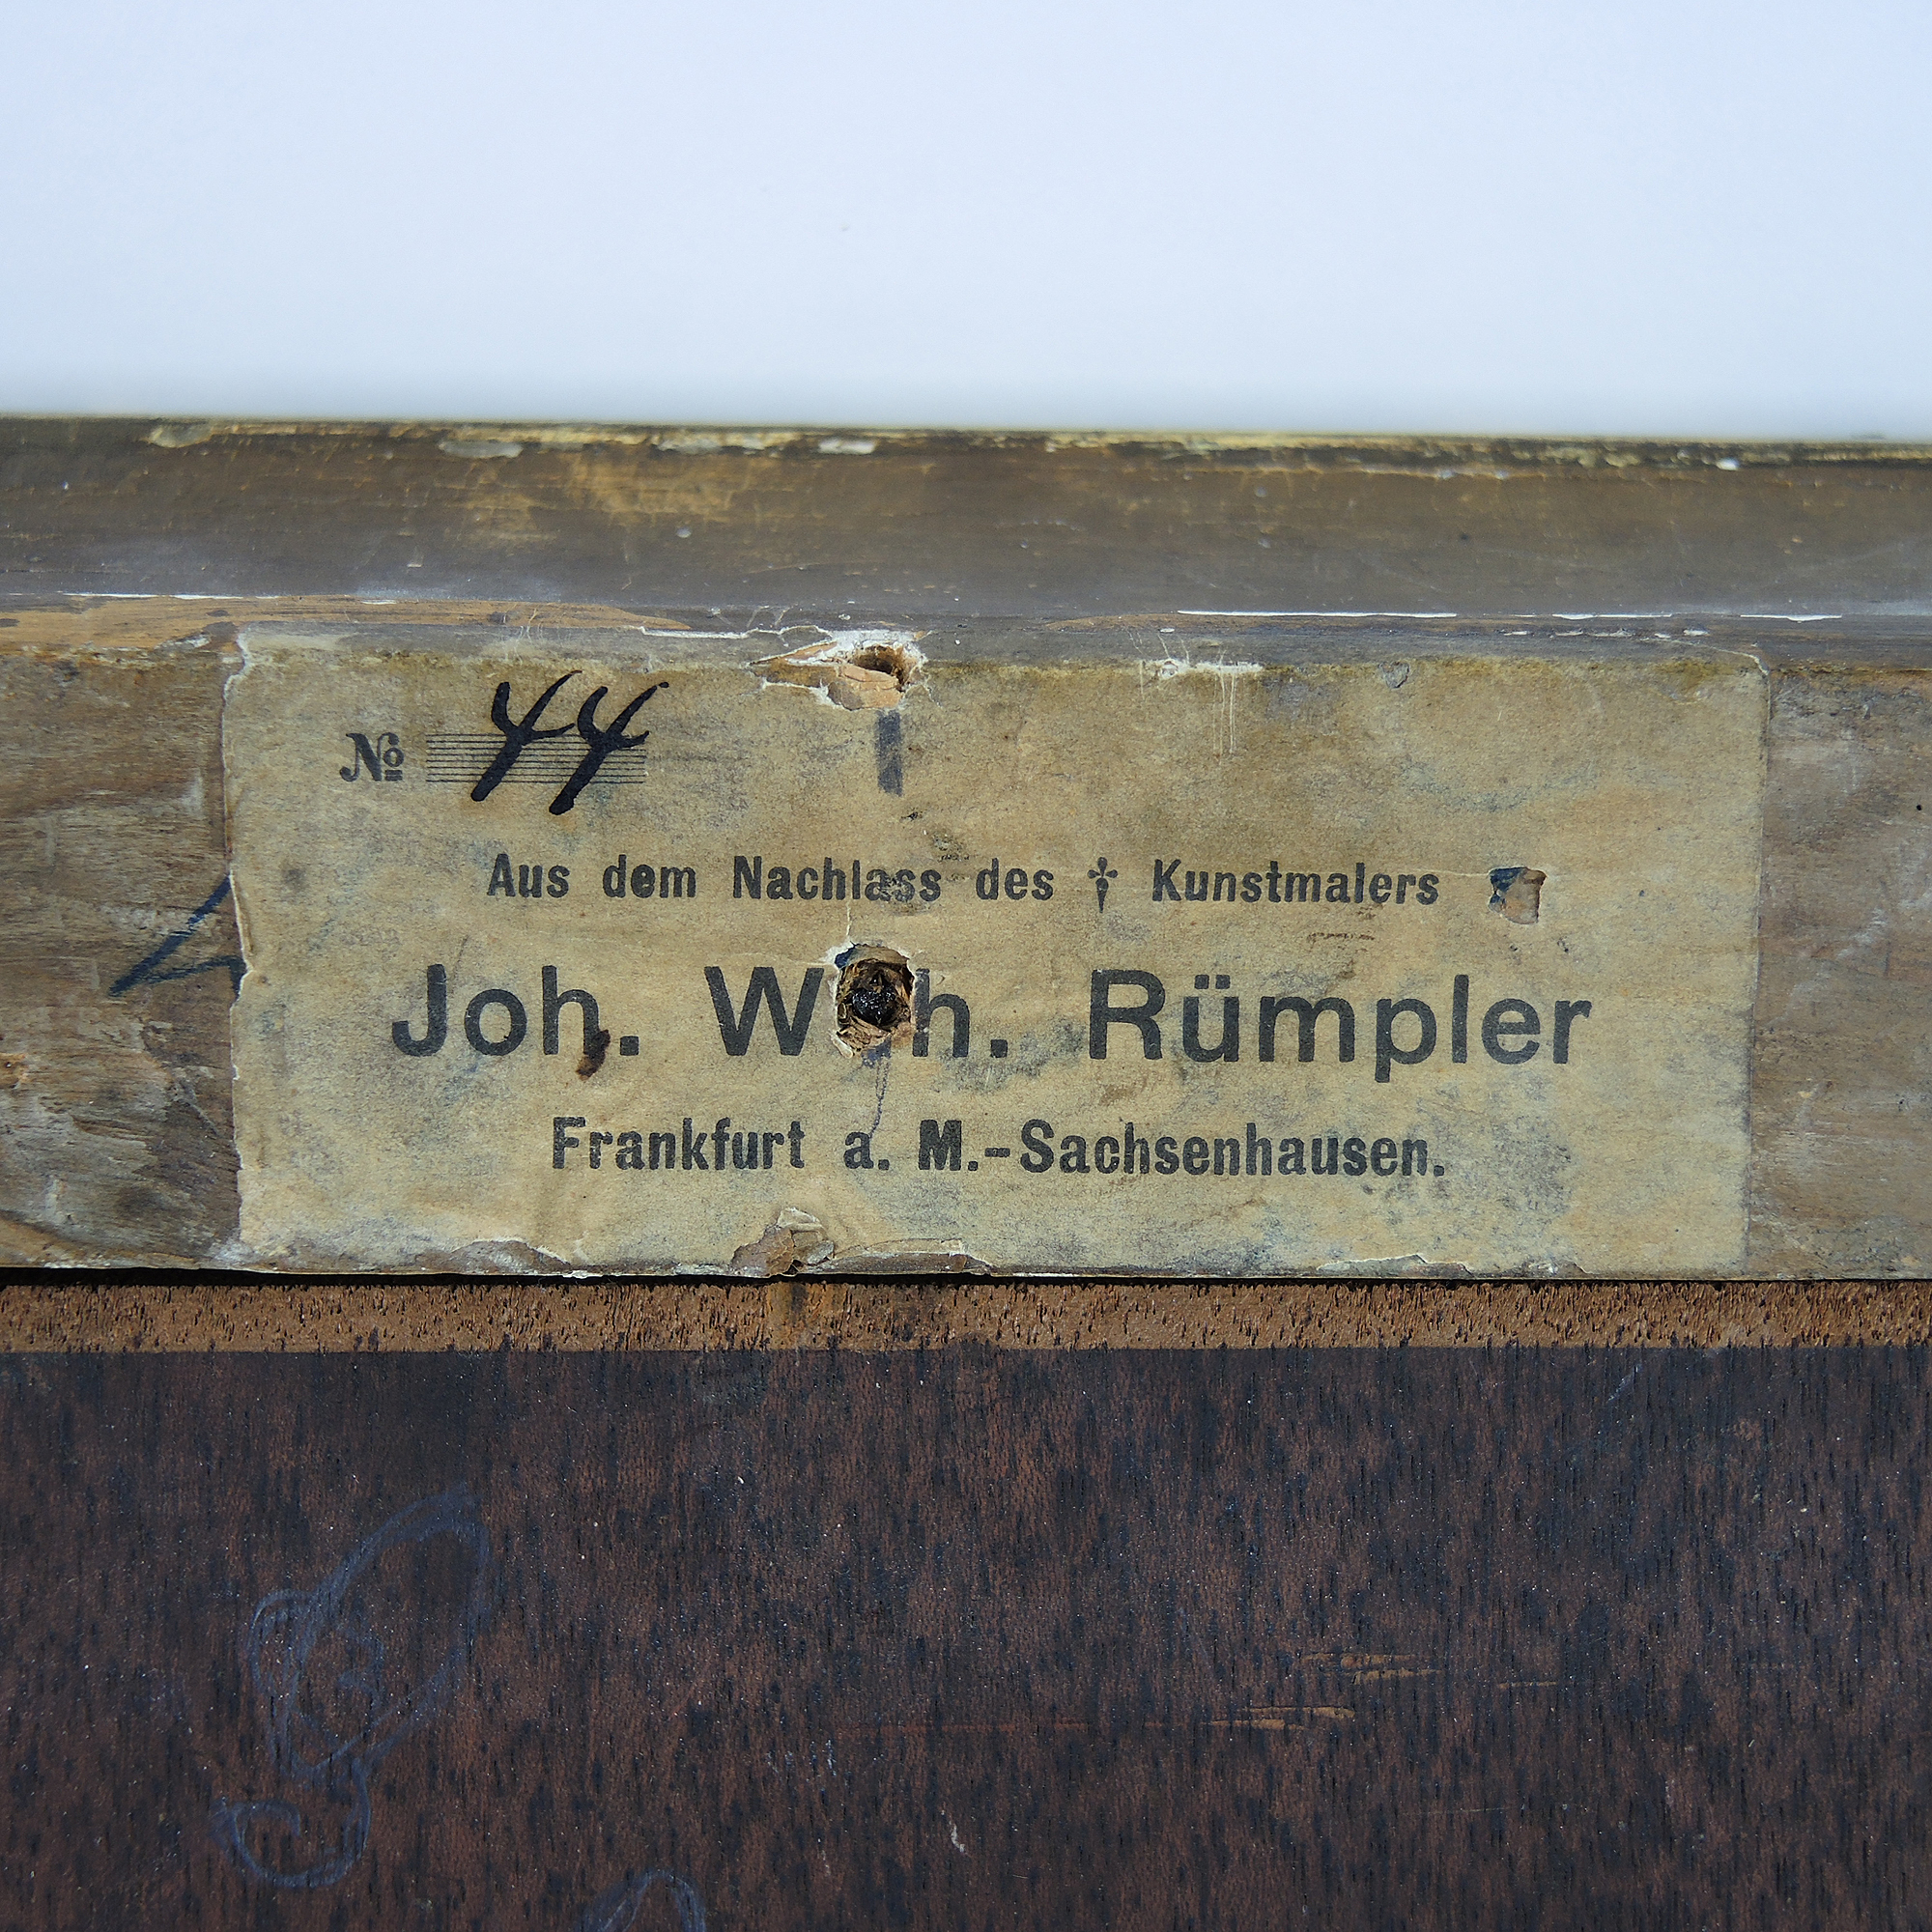 № 44
Aus dem Nachlass des † Kunstmalers
Joh. h. Rümpler
Frankfurt a. M.-Sachsenhausen.